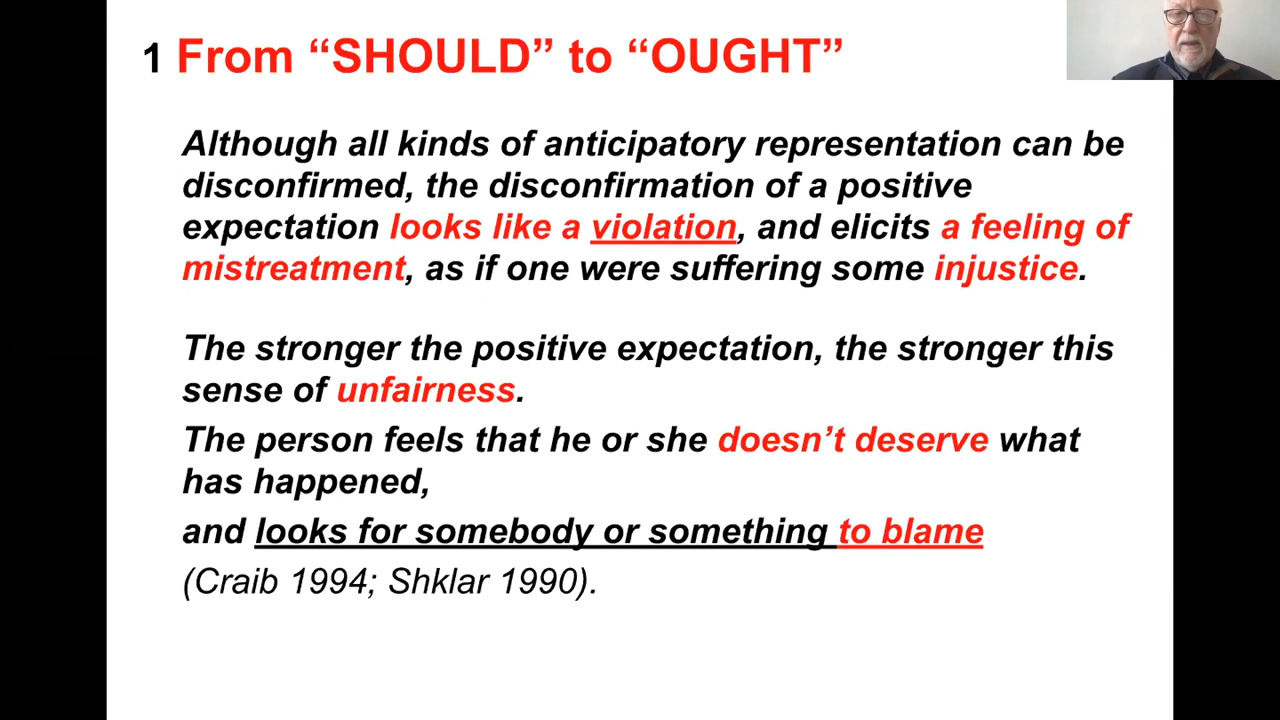 1 From “SHOULD” to “OUGHT”
Although all kinds of anticipatory representation can be
disconfirmed, the disconfirmation of a positive
expectation looks like a violation, and elicits a feeling of
mistreatment, as if one were suffering some injustice.
The stronger the positive expectation, the stronger this
sense of unfairness.
The person feels that he or she doesn’t deserve what
has happened,
and looks for somebody or something to blame
(Craib 1994; Shklar 1990).